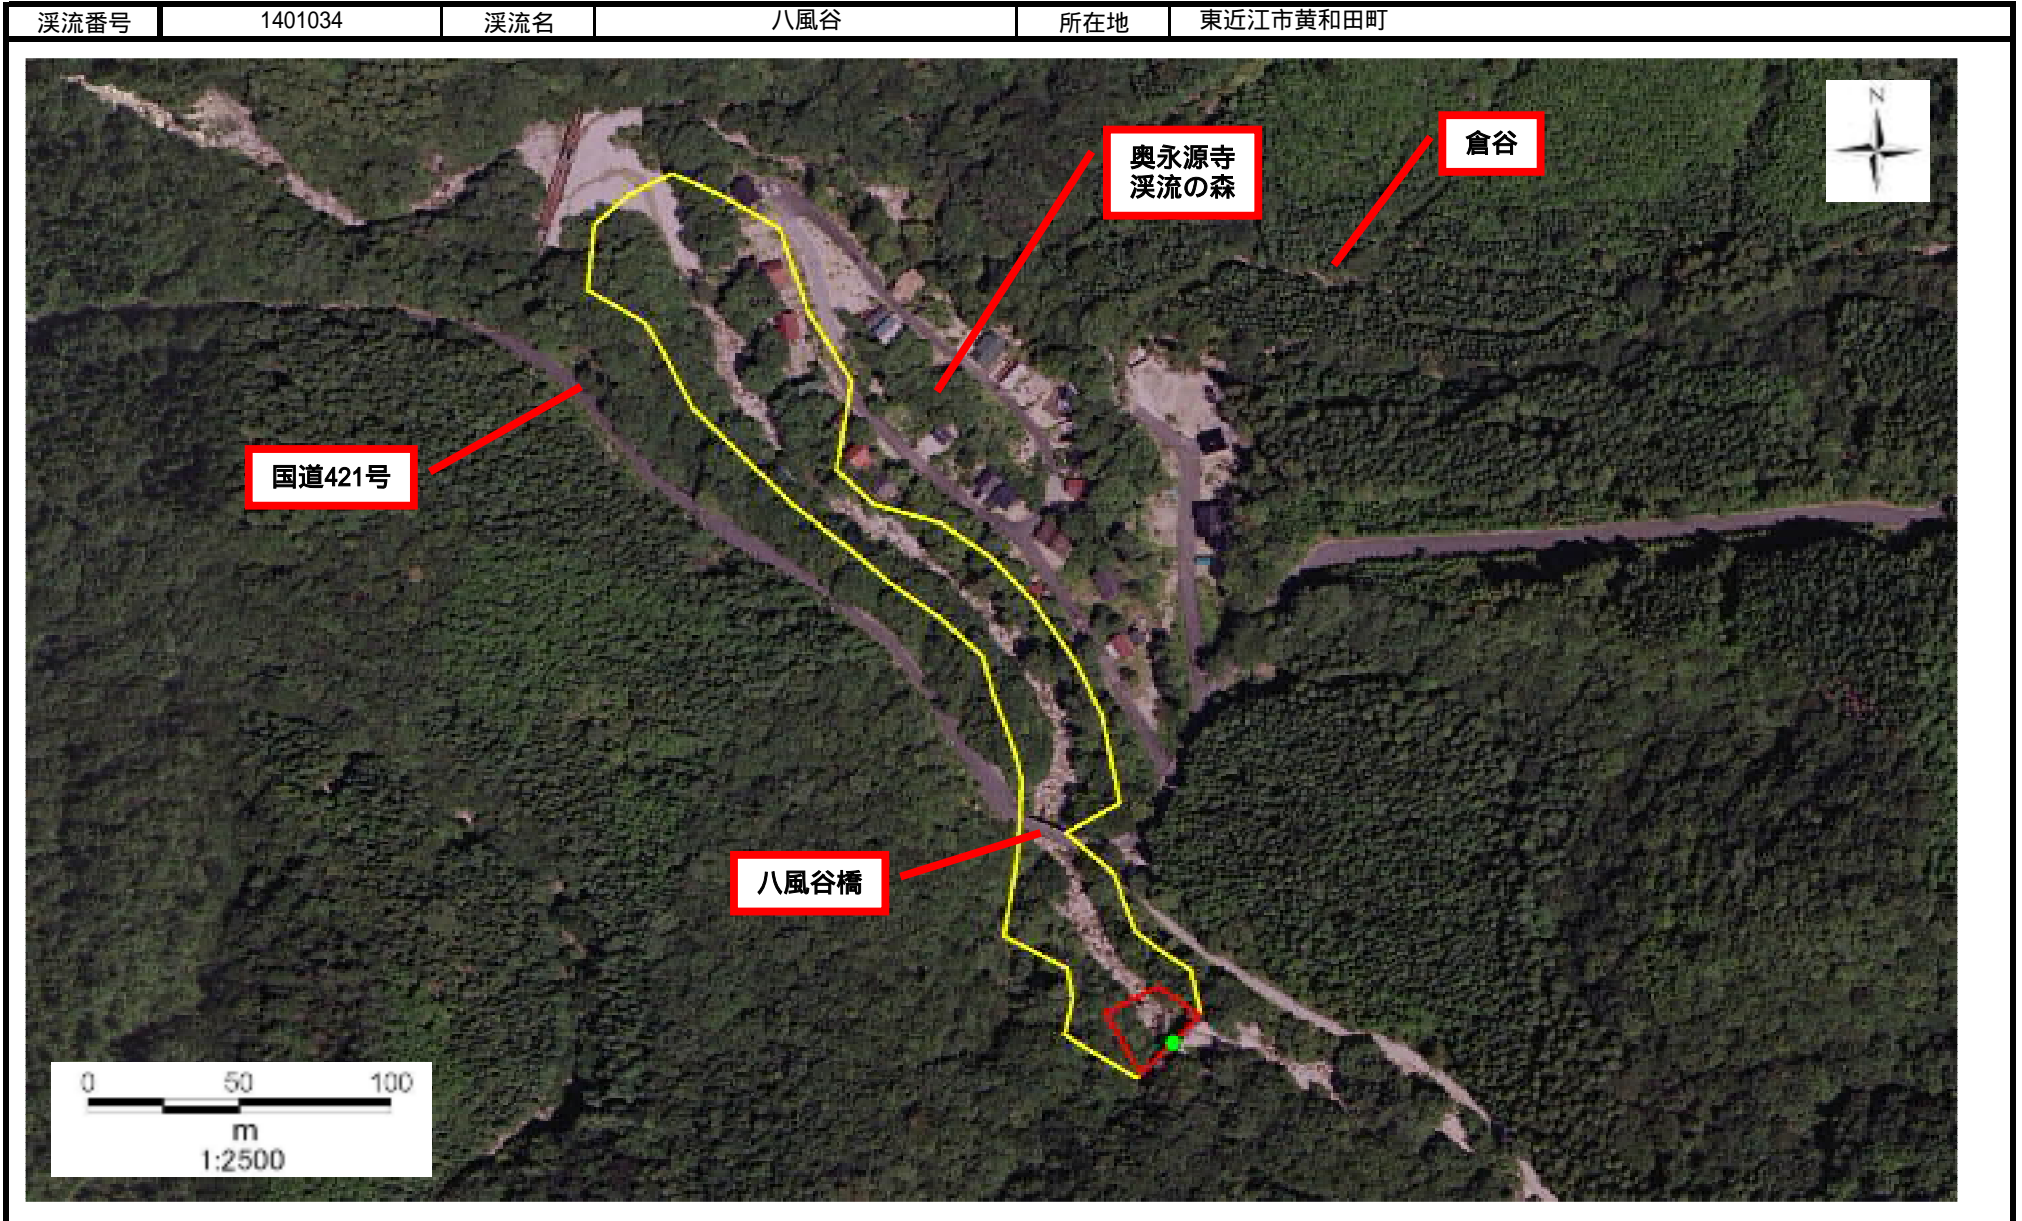 渓流番号 1401034 渓流名 八風谷 所在地 東近江市黄和田町
N
奥永源寺
渓流の森
倉谷
国道421号
八風谷橋
0 50 100
m
1:2500